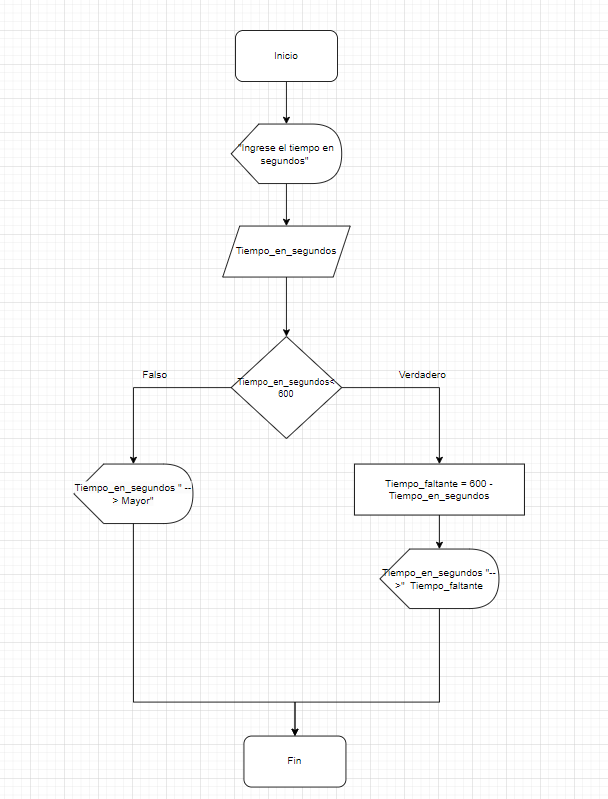 Inicio
"Ingrese el tiempo en
segundos"
Tiempo_en_segundos
Falso
Verdadero
Tiempo_en_segundos<
600
Tiempo_en_segundos " --
> Mayor"
Tiempo_faltante = 600 -
Tiempo_en_segundos
Tiempo_en_segundos "--
>" Tiempo_faltante
Fin